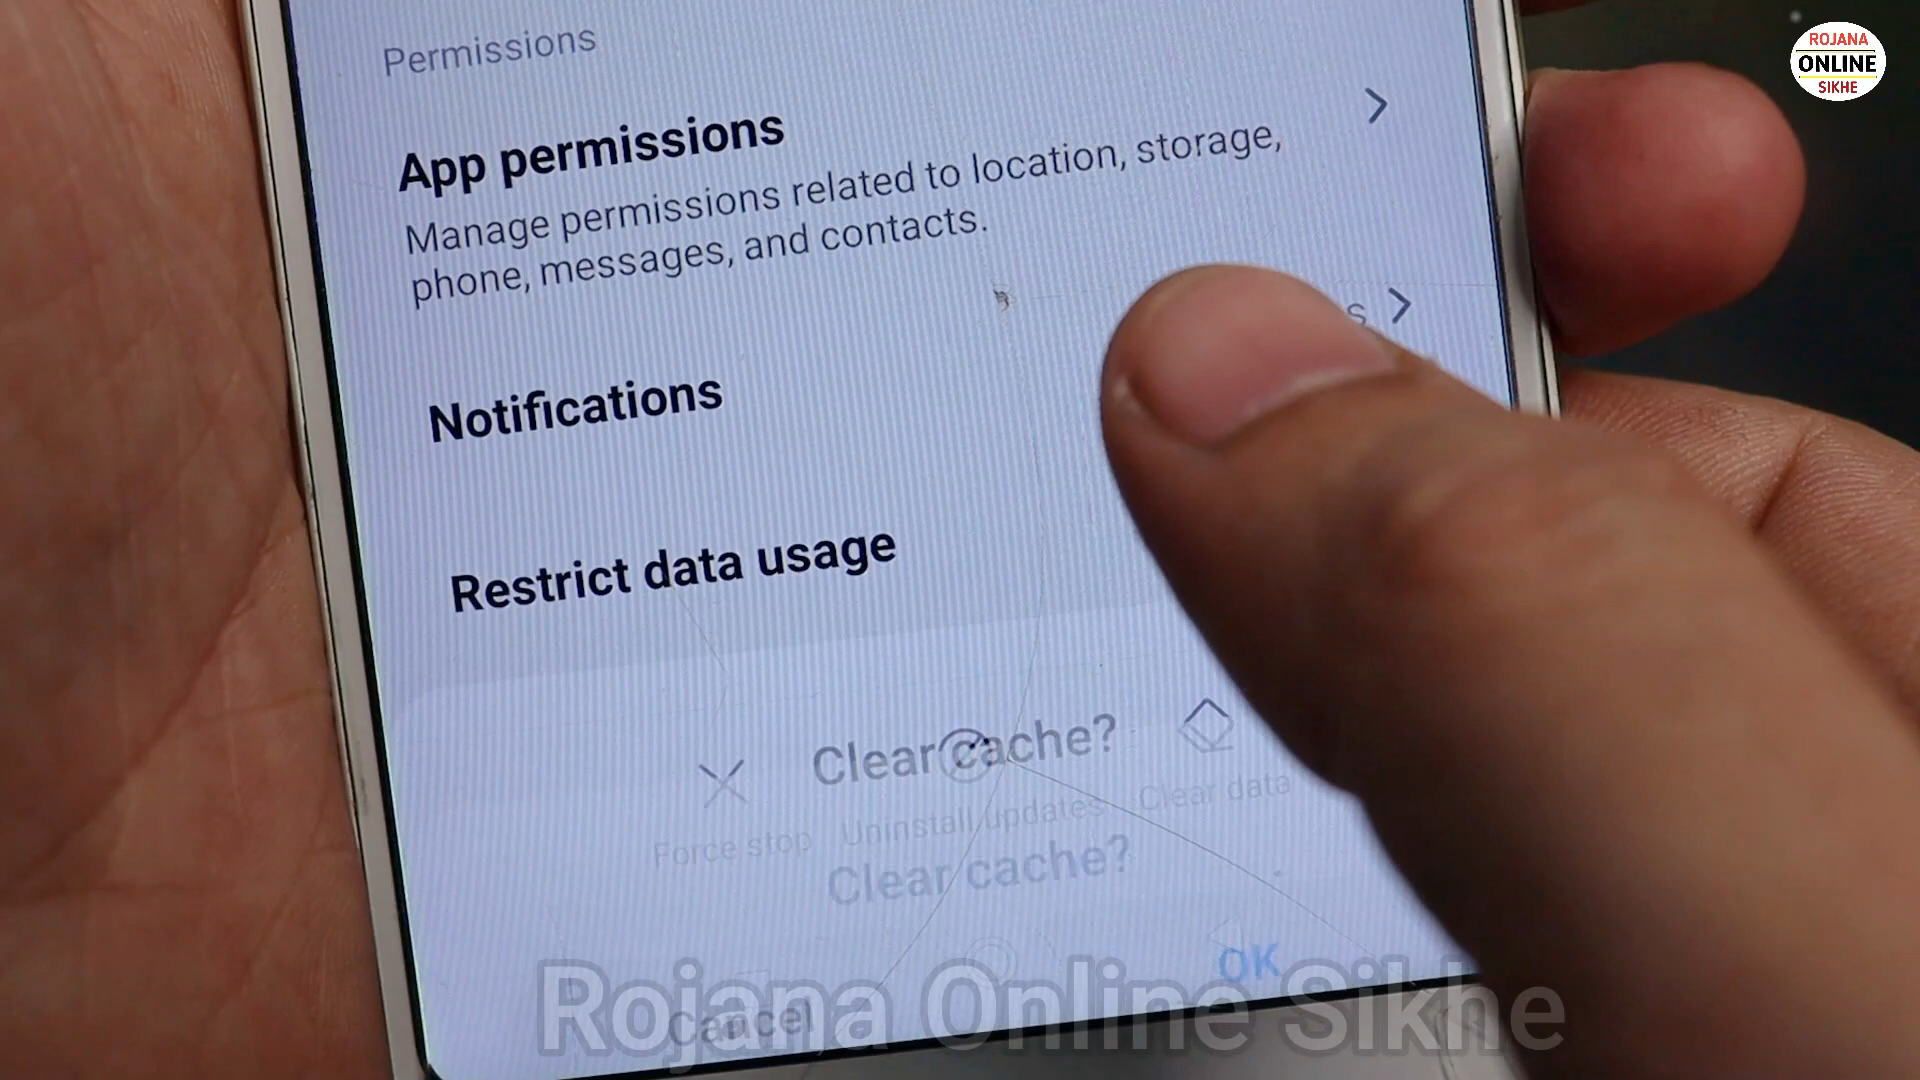 ROJANA
ONLINE
SIKHE
Permissions
App permissions
Manage permissions related to location, storage,
phone, messages, and contacts.
s
Notifications
Restrict data usage
Clear cache?
Force stop
Uninstall updates
Clear data
Clear cache?
OK
Cancel
Rojana Online Sikhe